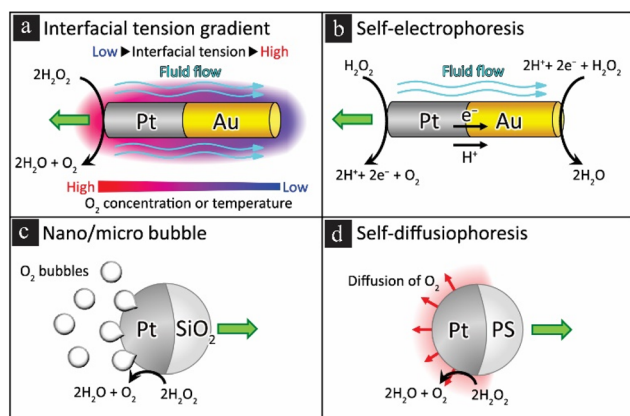 a Interfacial tension gradient
Low ▶Interfacial tension▶ High
Fluid flow
2H₂O₂
Pt Au
2H₂O + O₂
High Low
O₂ concentration or temperature
b Self-electrophoresis
H₂O₂ 2H⁺+ 2e⁻ + H₂O₂
Fluid flow
Pt e⁻ Au
H⁺
2H⁺+ 2e⁻ + O₂ 2H₂O
c Nano/micro bubble
O₂ bubbles
Pt SiO₂
2H₂O + O₂ 2H₂O₂
d Self-diffusiophoresis
Diffusion of O₂
Pt PS
2H₂O + O₂ 2H₂O₂